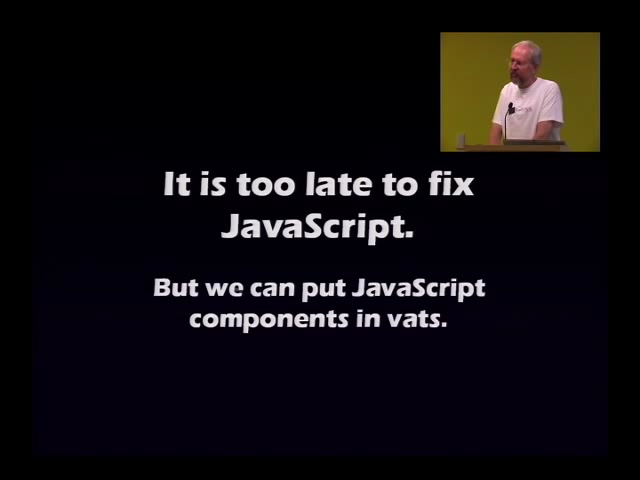 It is too late to fix
JavaScript.
But we can put JavaScript
components in vats.